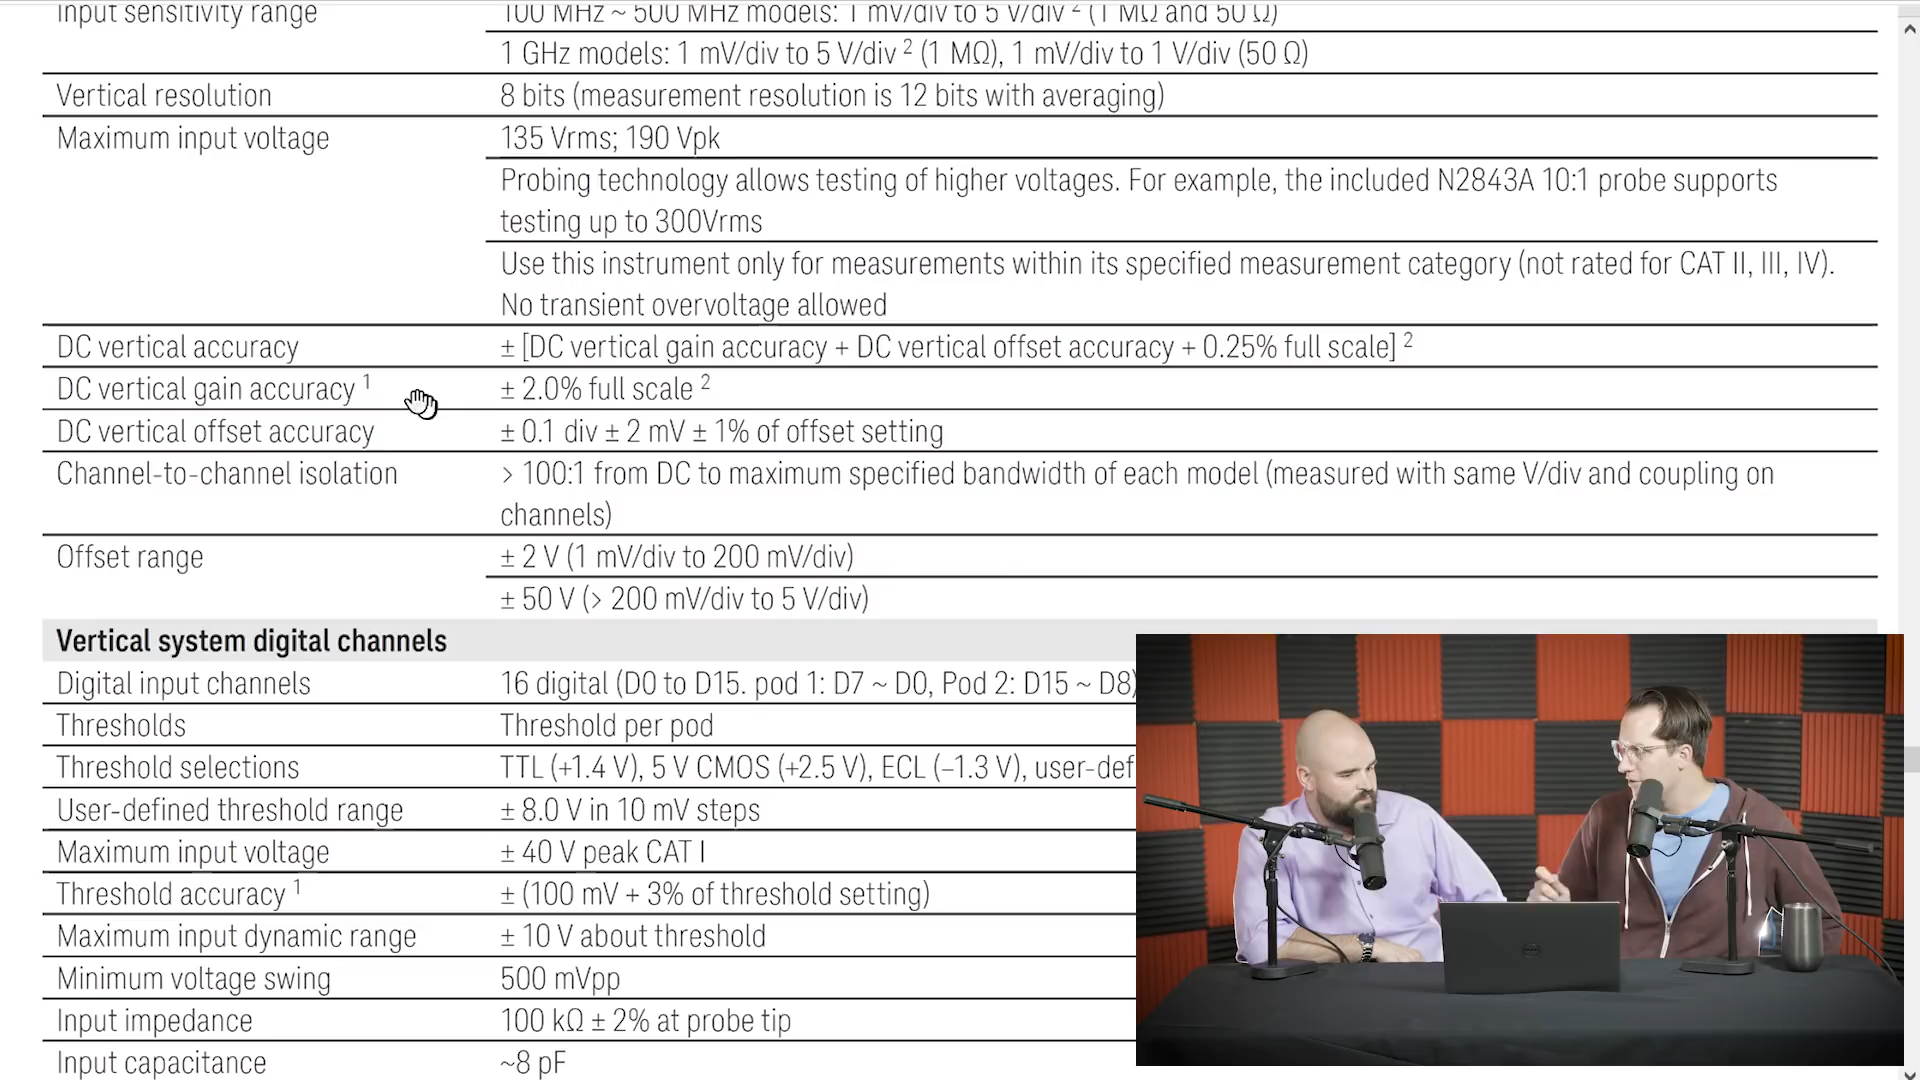 Input sensitivity range
100 MHz ~ 500 MHz models: 1 mV/div to 5 V/div ² (1 MΩ and 50 Ω)
1 GHz models: 1 mV/div to 5 V/div ² (1 MΩ), 1 mV/div to 1 V/div (50 Ω)
Vertical resolution
8 bits (measurement resolution is 12 bits with averaging)
Maximum input voltage
135 Vrms; 190 Vpk
Probing technology allows testing of higher voltages. For example, the included N2843A 10:1 probe supports
testing up to 300Vrms
Use this instrument only for measurements within its specified measurement category (not rated for CAT II, III, IV).
No transient overvoltage allowed
DC vertical accuracy
± [DC vertical gain accuracy + DC vertical offset accuracy + 0.25% full scale] ²
DC vertical gain accuracy ¹
± 2.0% full scale ²
DC vertical offset accuracy
± 0.1 div ± 2 mV ± 1% of offset setting
Channel-to-channel isolation
> 100:1 from DC to maximum specified bandwidth of each model (measured with same V/div and coupling on
channels)
Offset range
± 2 V (1 mV/div to 200 mV/div)
± 50 V (> 200 mV/div to 5 V/div)
Vertical system digital channels
Digital input channels
16 digital (D0 to D15. pod 1: D7 ~ D0, Pod 2: D15 ~ D8)
Thresholds
Threshold per pod
Threshold selections
TTL (+1.4 V), 5 V CMOS (+2.5 V), ECL (–1.3 V), user-def
User-defined threshold range
± 8.0 V in 10 mV steps
Maximum input voltage
± 40 V peak CAT I
Threshold accuracy ¹
± (100 mV + 3% of threshold setting)
Maximum input dynamic range
± 10 V about threshold
Minimum voltage swing
500 mVpp
Input impedance
100 kΩ ± 2% at probe tip
Input capacitance
~8 pF